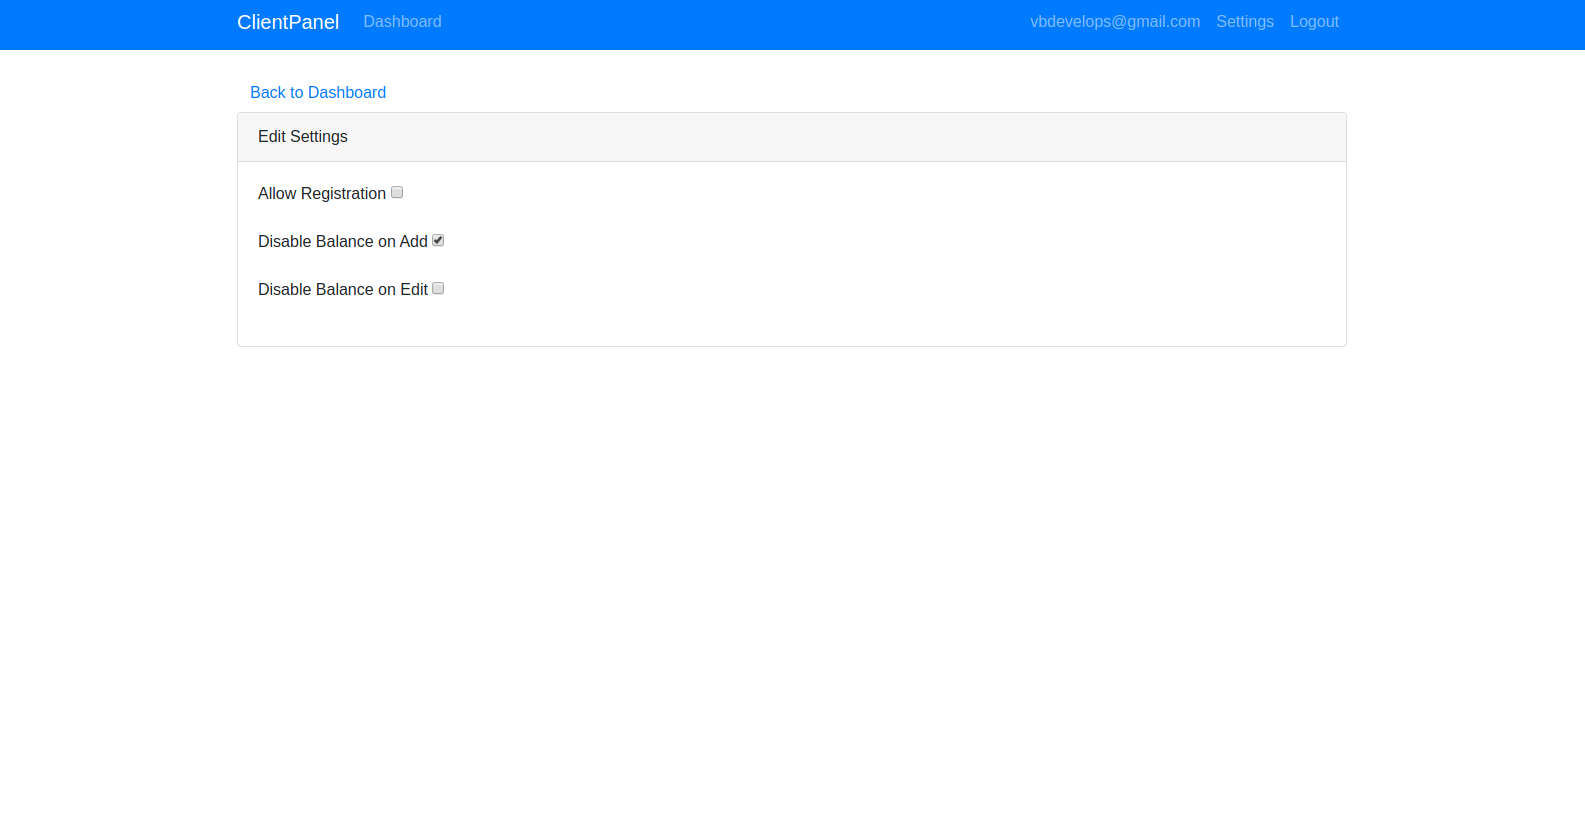 ClientPanel Dashboard vbdevelops@gmail.com Settings Logout
Back to Dashboard
Edit Settings
Allow Registration
Disable Balance on Add
Disable Balance on Edit